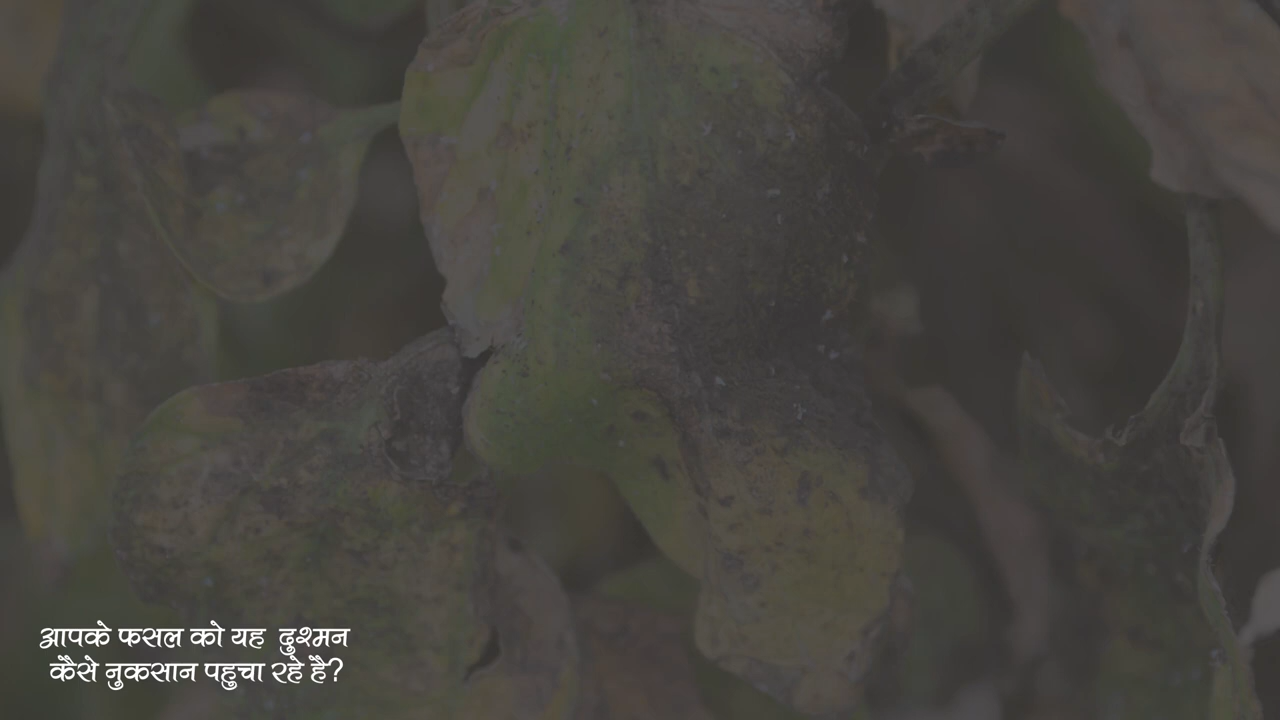 आपके फसल को यह दुश्मन
कैसे नुकसान पहुचा रहे है?